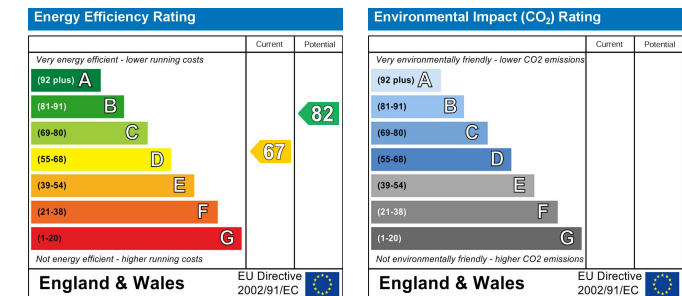 Energy Efficiency Rating
Current Potential
Very energy efficient - lower running costs
(92 plus) A
(81-91) B
(69-80) C
(55-68) D
(39-54) E
(21-38) F
(1-20) G
67
82
Not energy efficient - higher running costs
England & Wales
EU Directive
2002/91/EC
Environmental Impact (CO2) Rating
Current Potential
Very environmentally friendly - lower CO2 emissions
(92 plus) A
(81-91) B
(69-80) C
(55-68) D
(39-54) E
(21-38) F
(1-20) G
Not environmentally friendly - higher CO2 emissions
England & Wales
EU Directive
2002/91/EC